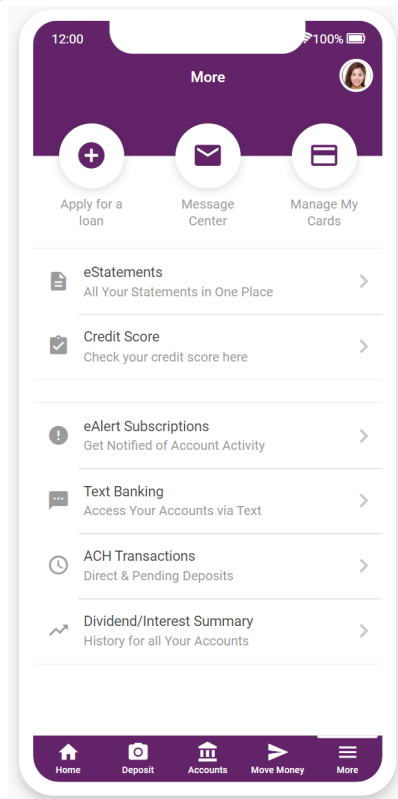 12:00
100%
More
Apply for a
loan
Message
Center
Manage My
Cards
eStatements
All Your Statements in One Place
Credit Score
Check your credit score here
eAlert Subscriptions
Get Notified of Account Activity
Text Banking
Access Your Accounts via Text
ACH Transactions
Direct & Pending Deposits
Dividend/Interest Summary
History for all Your Accounts
Home
Deposit
Accounts
Move Money
More